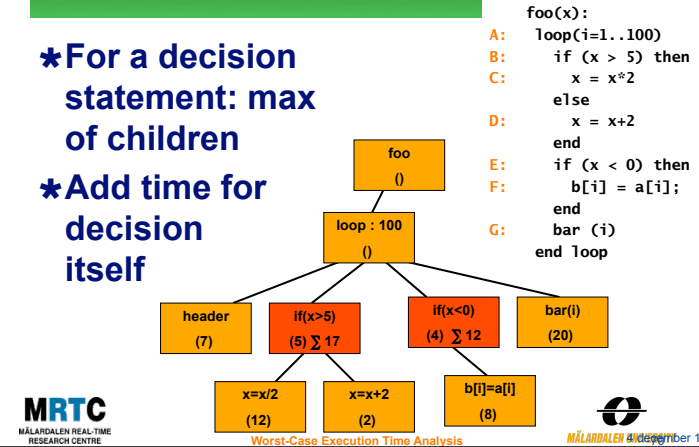 * For a decision
statement: max
of children
* Add time for
decision
itself
foo(x):
A: loop(i=1..100)
B: if (x > 5) then
C: x = x*2
else
D: x = x+2
end
E: if (x < 0) then
F: b[i] = a[i];
end
G: bar (i)
end loop
foo
()
loop : 100
()
header
(7)
if(x>5)
(5) ∑ 17
if(x<0)
(4) ∑ 12
bar(i)
(20)
x=x/2
(12)
x=x+2
(2)
b[i]=a[i]
(8)
MRTC
MÄLARDALEN REAL-TIME
RESEARCH CENTRE
Worst-Case Execution Time Analysis
MÄLARDALEN